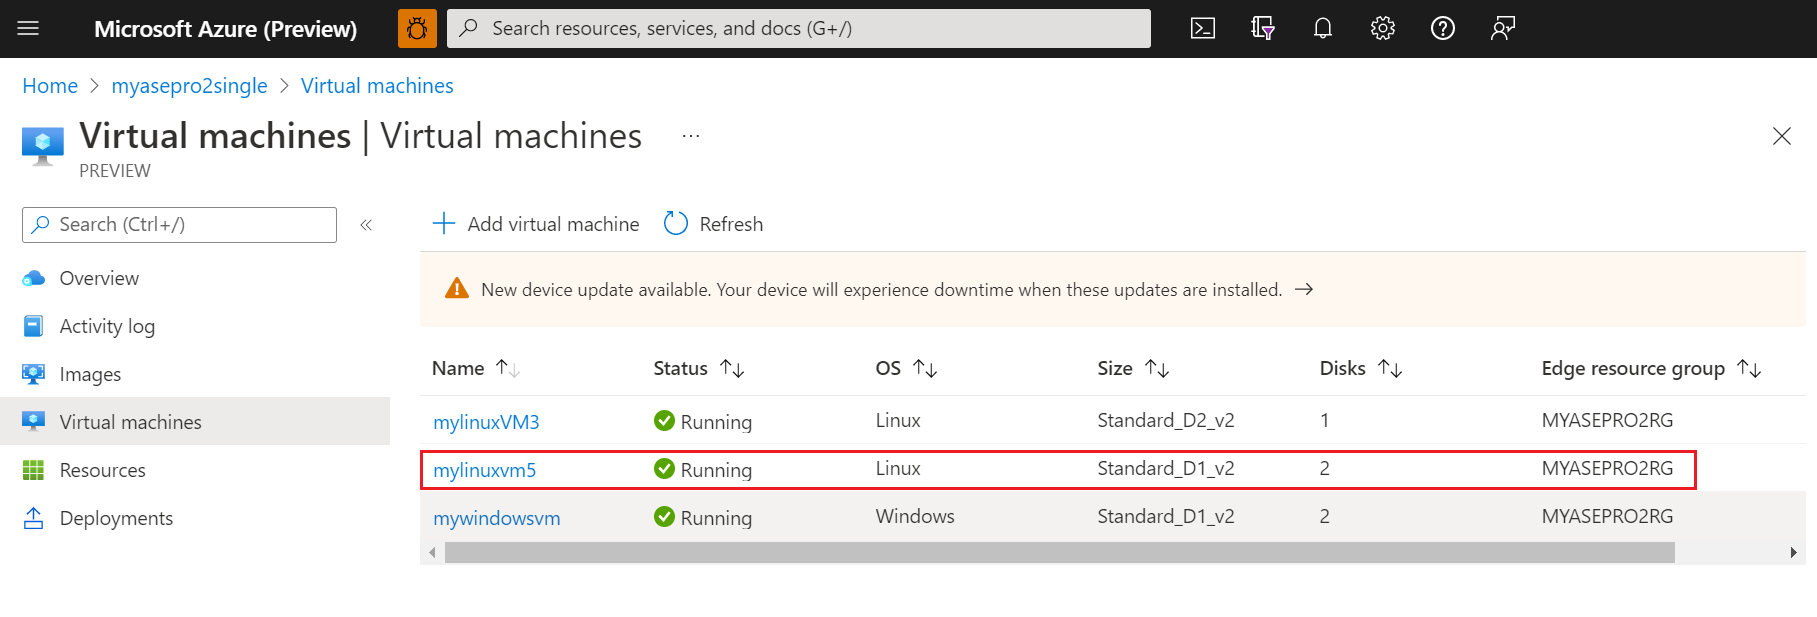 Microsoft Azure (Preview)
Search resources, services, and docs (G+/)
Home > myasepro2single > Virtual machines
Virtual machines | Virtual machines ...
PREVIEW
Search (Ctrl+/) «
Overview
Activity log
Images
Virtual machines
Resources
Deployments
+ Add virtual machine Refresh
New device update available. Your device will experience downtime when these updates are installed. →
Name ↑↓ Status ↑↓ OS ↑↓ Size ↑↓ Disks ↑↓ Edge resource group ↑↓
mylinuxVM3 Running Linux Standard_D2_v2 1 MYASEPRO2RG
mylinuxvm5 Running Linux Standard_D1_v2 2 MYASEPRO2RG
mywindowsvm Running Windows Standard_D1_v2 2 MYASEPRO2RG